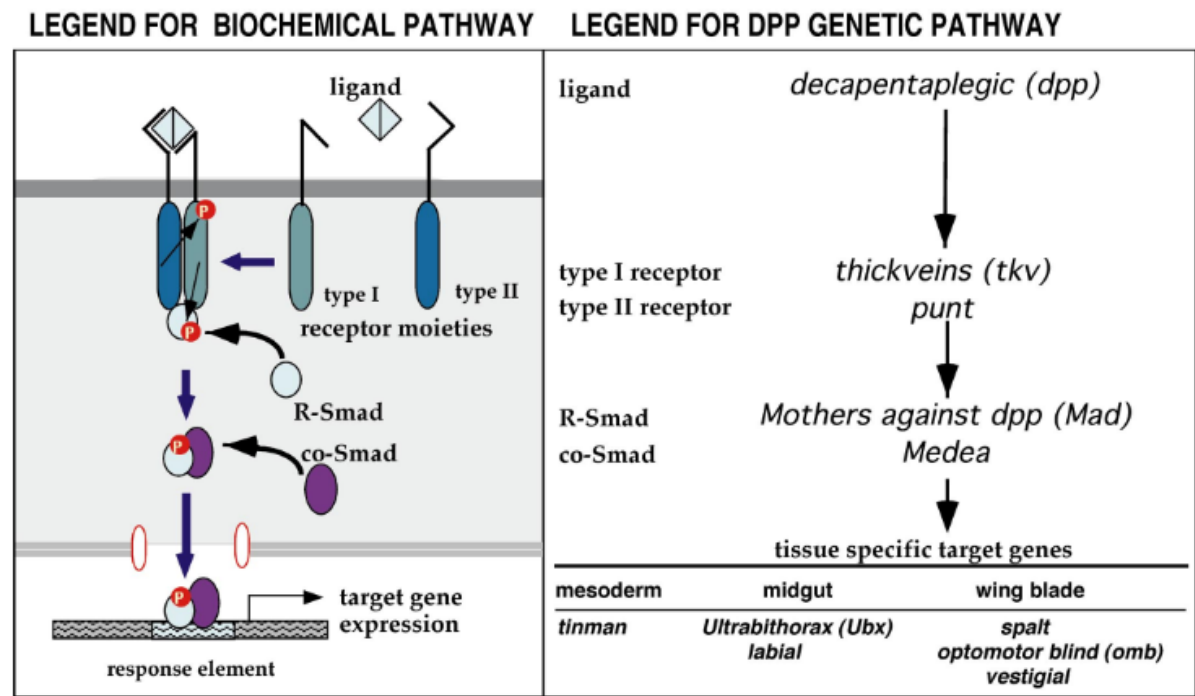 LEGEND FOR BIOCHEMICAL PATHWAY
ligand
P
type I
type II
receptor moieties
P
R-Smad
P
co-Smad
P
target gene
expression
response element
LEGEND FOR DPP GENETIC PATHWAY
ligand
decapentaplegic (dpp)
type I receptor
thickveins (tkv)
type II receptor
punt
R-Smad
Mothers against dpp (Mad)
co-Smad
Medea
tissue specific target genes
mesoderm midgut wing blade
tinman Ultrabithorax (Ubx) spalt
labial optomotor blind (omb)
vestigial